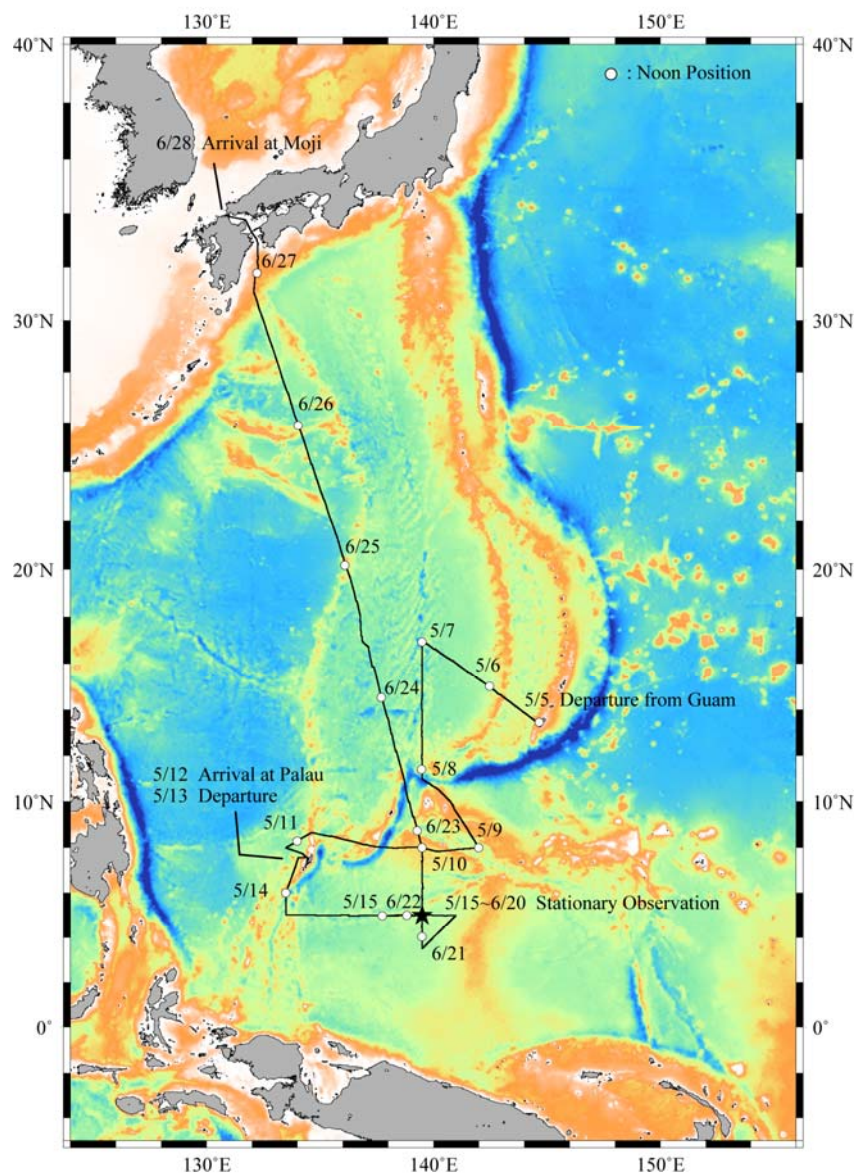 130˚E 140˚E 150˚E
40˚N 40˚N
: Noon Position
6/28 Arrival at Moji
6/27
30˚N 30˚N
6/26
6/25
20˚N 20˚N
5/7
5/6
6/24
5/5 Departure from Guam
5/12 Arrival at Palau
5/13 Departure
5/8
10˚N 10˚N
5/11
6/23
5/9
5/10
5/14
5/15
6/22
5/15~6/20 Stationary Observation
6/21
0˚ 0˚
130˚E 140˚E 150˚E